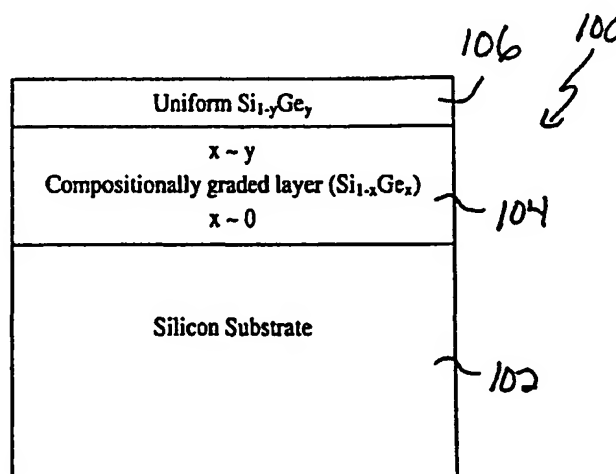 100
106
Uniform Si₁₋yGey
x ~ y
Compositionally graded layer (Si₁₋ₓGeₓ)
104
x ~ 0
Silicon Substrate
102